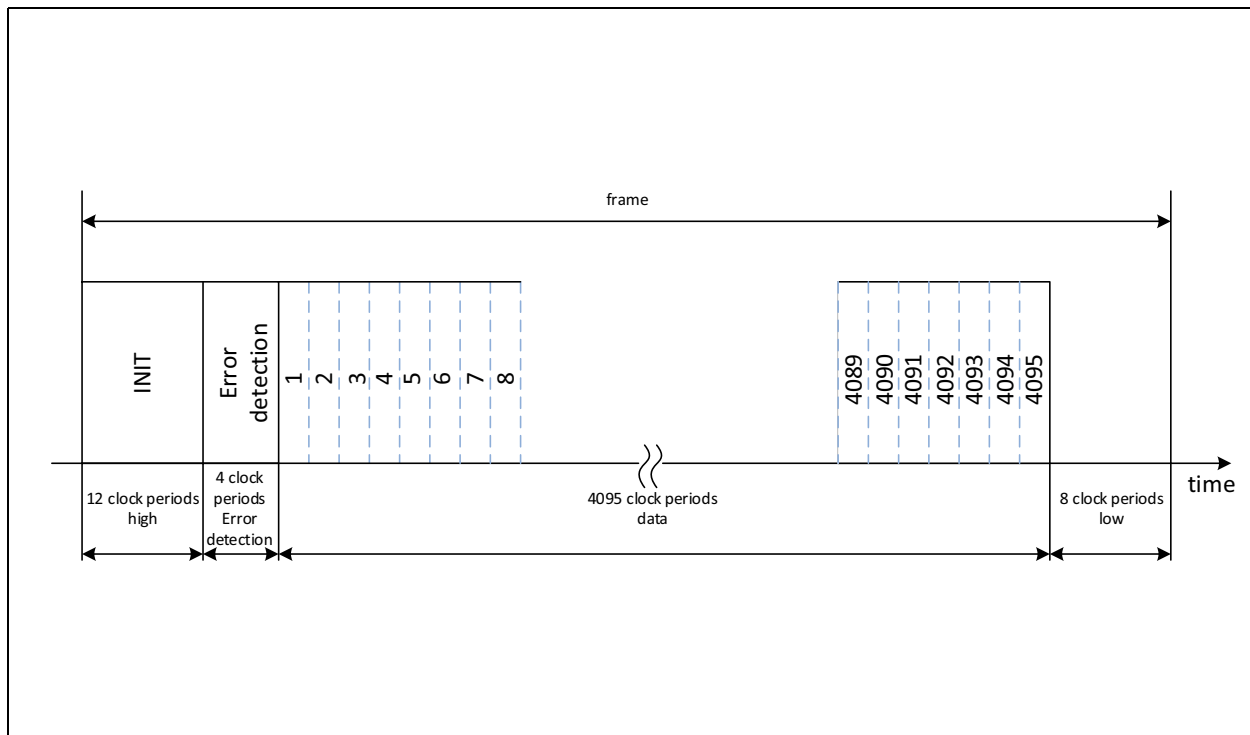 frame
INIT
Error
detection
1
2
3
4
5
6
7
8
4089
4090
4091
4092
4093
4094
4095
time
12 clock periods
high
4 clock
periods
Error
detection
4095 clock periods
data
8 clock periods
low